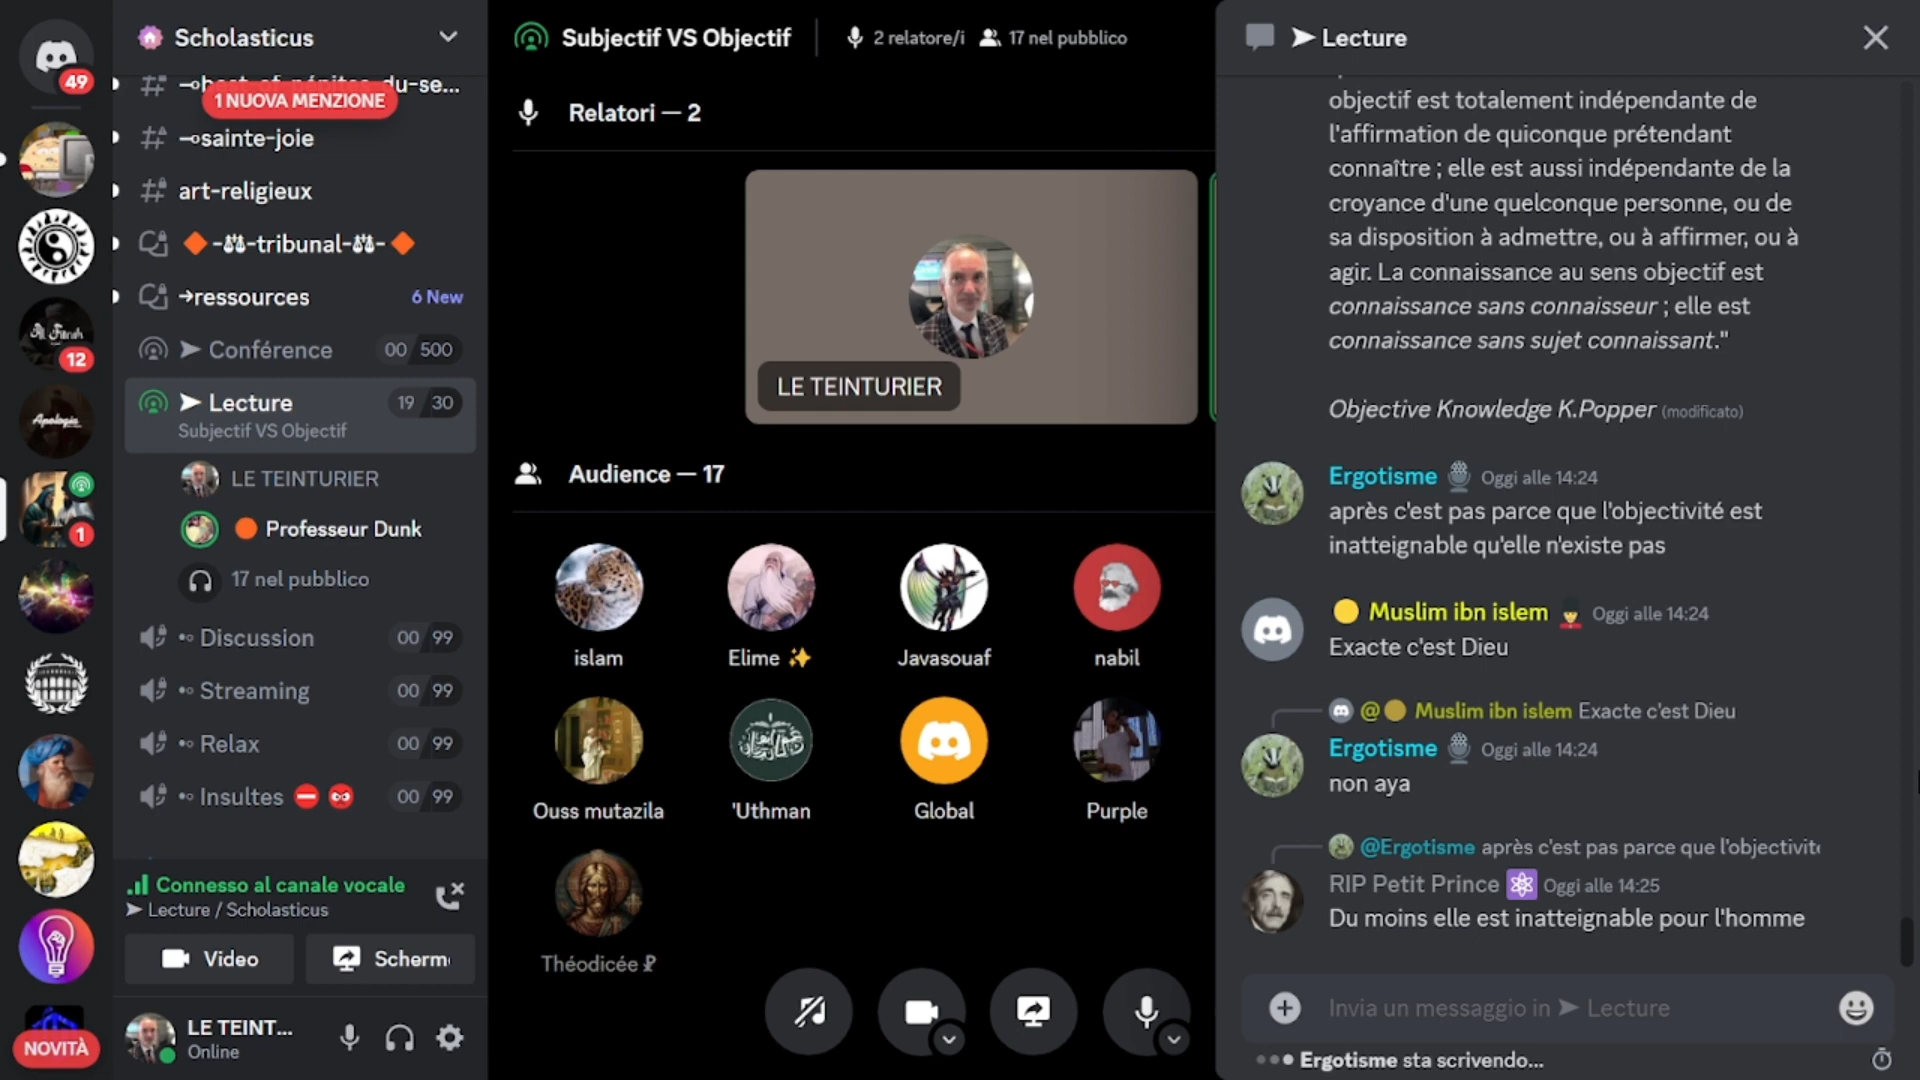 49
12
1
NOVITÀ
Scholasticus
1 NUOVA MENZIONE
sainte-joie
art-religieux
-tribunal-
→ressources 6 New
➤ Conférence 00 500
➤ Lecture 19 30
Subjectif VS Objectif
LE TEINTURIER
Professeur Dunk
17 nel pubblico
Discussion 00 99
Streaming 00 99
Relax 00 99
Insultes 00 99
Connesso al canale vocale
➤ Lecture / Scholasticus
Video
Scherm
LE TEINT...
Online
Subjectif VS Objectif
2 relatore/i
17 nel pubblico
Relatori — 2
LE TEINTURIER
Audience — 17
islam
Elime ✨
Javasouaf
nabil
Ouss mutazila
'Uthman
Global
Purple
Théodicée
➤ Lecture
objectif est totalement indépendante de
l'affirmation de quiconque prétendant
connaître ; elle est aussi indépendante de la
croyance d'une quelconque personne, ou de
sa disposition à admettre, ou à affirmer, ou à
agir. La connaissance au sens objectif est
connaissance sans connaisseur ; elle est
connaissance sans sujet connaissant."
Objective Knowledge K.Popper (modificato)
Ergotisme Oggi alle 14:24
après c'est pas parce que l'objectivité est
inatteignable qu'elle n'existe pas
Muslim ibn islem Oggi alle 14:24
Exacte c'est Dieu
@ Muslim ibn islem Exacte c'est Dieu
Ergotisme Oggi alle 14:24
non aya
@Ergotisme après c'est pas parce que l'objectivité
RIP Petit Prince Oggi alle 14:25
Du moins elle est inatteignable pour l'homme
Invia un messaggio in ➤ Lecture
Ergotisme sta scrivendo...